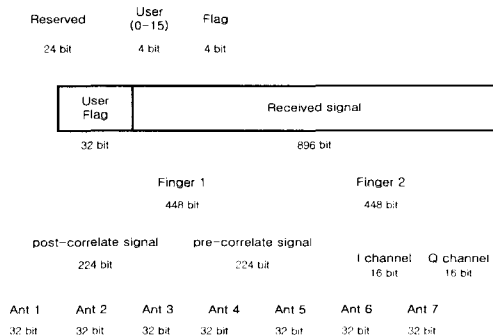 Reserved
User
(0-15)
Flag
24 bit
4 bit
4 bit
User
Flag
Received signal
32 bit
896 bit
Finger 1
Finger 2
448 bit
448 bit
post-correlate signal
pre-correlate signal
224 bit
224 bit
I channel
Q channel
16 bit
16 bit
Ant 1
Ant 2
Ant 3
Ant 4
Ant 5
Ant 6
Ant 7
32 bit
32 bit
32 bit
32 bit
32 bit
32 bit
32 bit